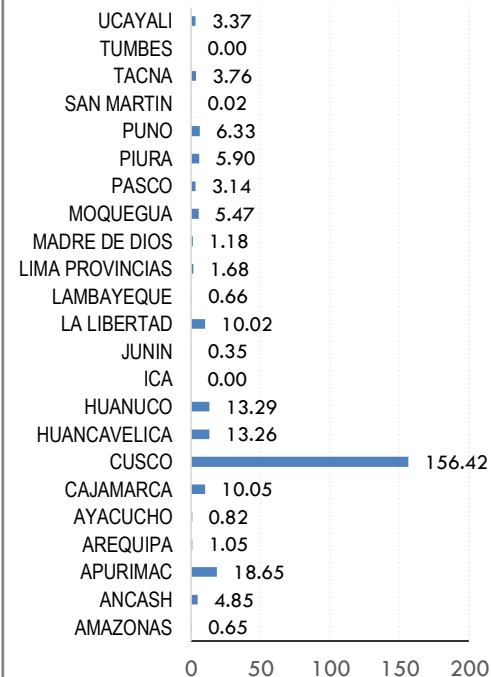 UCAYALI 3.37
TUMBES 0.00
TACNA 3.76
SAN MARTIN 0.02
PUNO 6.33
PIURA 5.90
PASCO 3.14
MOQUEGUA 5.47
MADRE DE DIOS 1.18
LIMA PROVINCIAS 1.68
LAMBAYEQUE 0.66
LA LIBERTAD 10.02
JUNIN 0.35
ICA 0.00
HUANUCO 13.29
HUANCAVELICA 13.26
CUSCO 156.42
CAJAMARCA 10.05
AYACUCHO 0.82
AREQUIPA 1.05
APURIMAC 18.65
ANCASH 4.85
AMAZONAS 0.65
0 50 100 150 200